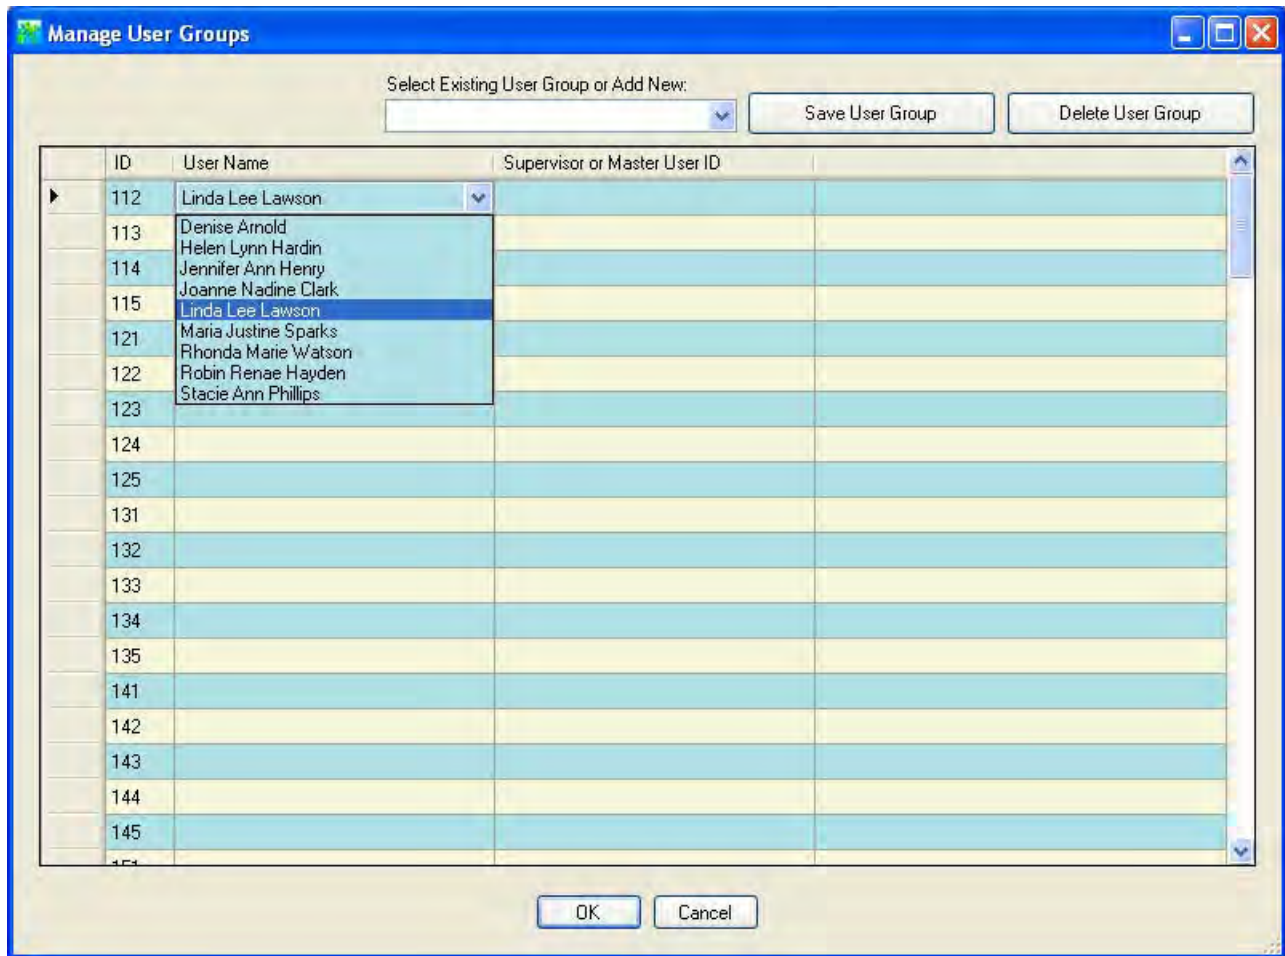 Manage User Groups
Select Existing User Group or Add New:
Save User Group Delete User Group
ID User Name Supervisor or Master User ID
112 Linda Lee Lawson
Denise Arnold
113
Helen Lynn Hardin
114 Jennifer Ann Henry
Joanne Nadine Clark
115
Linda Lee Lawson
121 Maria Justine Sparks
Rhonda Marie Watson
122 Robin Renae Hayden
Stacie Ann Phillips
123
124
125
131
132
133
134
135
141
142
143
144
145
OK Cancel